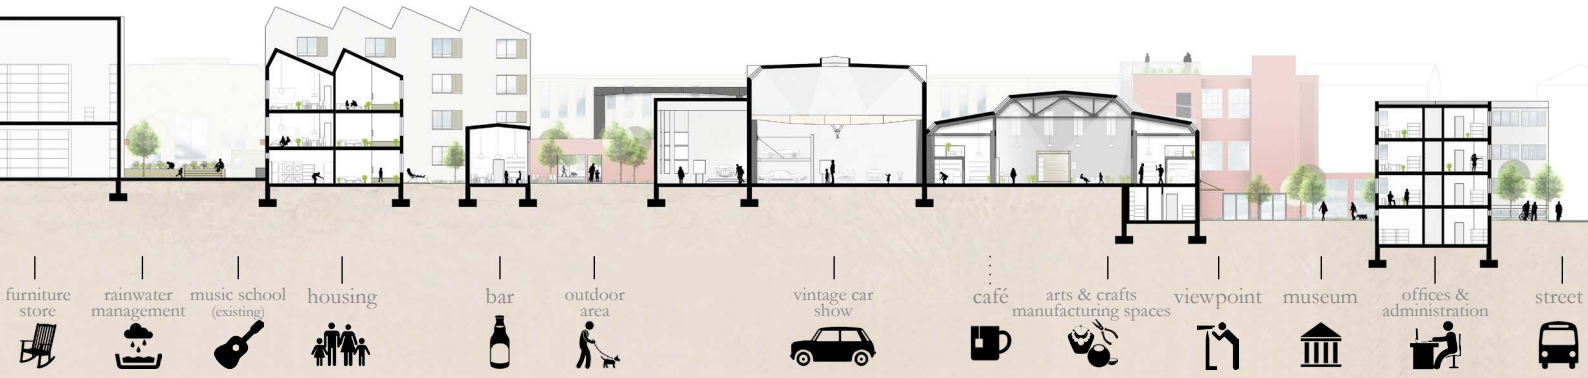 furniture
store
rainwater
management
music school
(existing)
housing
bar
outdoor
area
vintage car
show
café
arts & crafts
manufacturing spaces
viewpoint
museum
offices &
administration
street